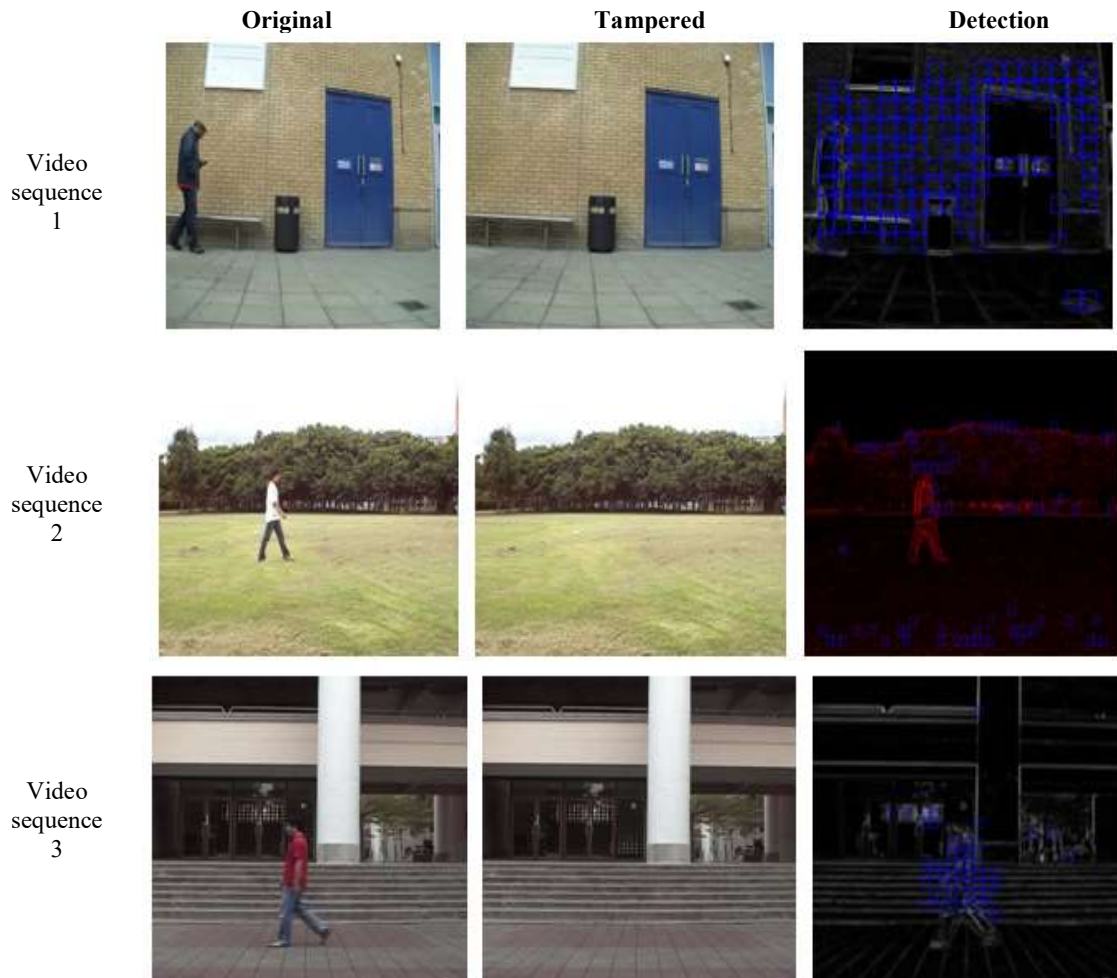 Original Tampered Detection
Video
sequence
1
Video
sequence
2
Video
sequence
3